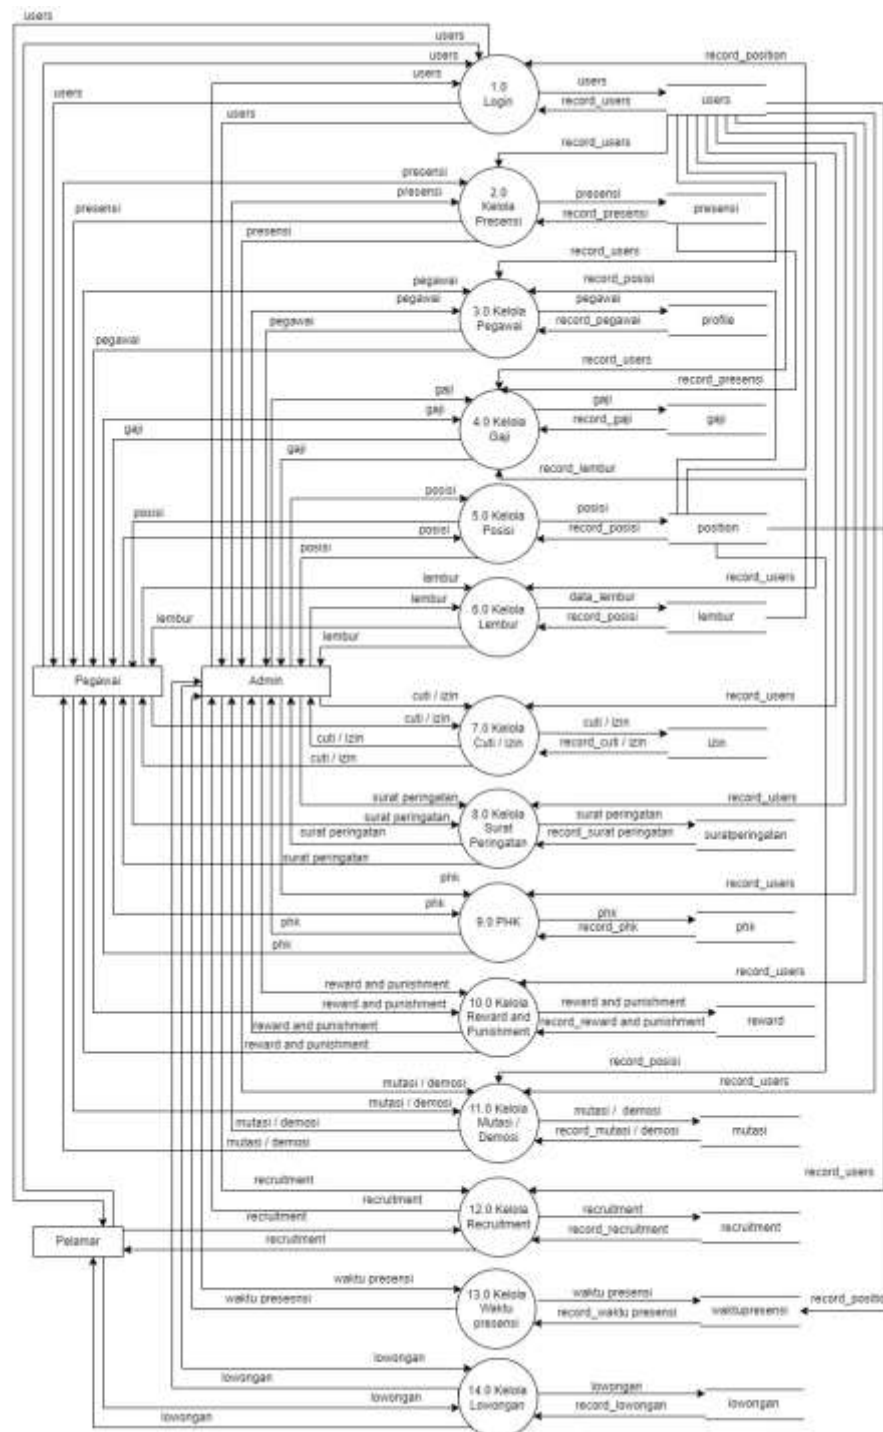 users
users
users
record_position
users
1.0
Login
users
users
record_users
users
users
record_users
presensi
presensi
2.0
Kelola
Presensi
presensi
presensi
record_presensi
presensi
presensi
record_users
record_posisi
pegawai
pegawai
3.0 Kelola
Pegawai
pegawai
profile
pegawai
record_pegawai
pegawai
record_users
record_presensi
gaji
gaji
4.0 Kelola
Gaji
gaji
record_gaji
gaji
gaji
gaji
record_lembur
posisi
posisi
posisi
5.0 Kelola
Posisi
posisi
record_posisi
position
posisi
record_users
lembur
lembur
6.0 Kelola
Lembur
data_lembur
record_posisi
lembur
lembur
lembur
Pegawai
Admin
cuti / izin
cuti / izin
cuti / izin
cuti / izin
7.0 Kelola
Cuti / Izin
record_users
cuti / izin
record_cuti / izin
izin
surat peringatan
surat peringatan
surat peringatan
surat peringatan
8.0 Kelola
Surat
Peringatan
record_users
surat peringatan
record_surat peringatan
suratperingatan
phk
phk
phk
phk
9.0 PHK
record_users
phk
record_phk
phk
record_users
reward and punishment
reward and punishment
reward and punishment
reward and punishment
10.0 Kelola
Reward and
Punishment
reward and punishment
record_reward and punishment
reward
record_posisi
record_users
mutasi / demosi
mutasi / demosi
mutasi / demosi
mutasi / demosi
11.0 Kelola
Mutasi /
Demosi
mutasi / demosi
record_mutasi / demosi
mutasi
record_users
recruitment
recruitment
recruitment
recruitment
12.0 Kelola
Recruitment
recruitment
record_recruitment
recruitment
Pelamar
waktu presensi
waktu presesnsi
13.0 Kelola
Waktu
presensi
waktu presensi
record_waktu presensi
waktupresensi
record_positio
lowongan
lowongan
lowongan
lowongan
14.0 Kelola
Lowongan
lowongan
record_lowongan
lowongan